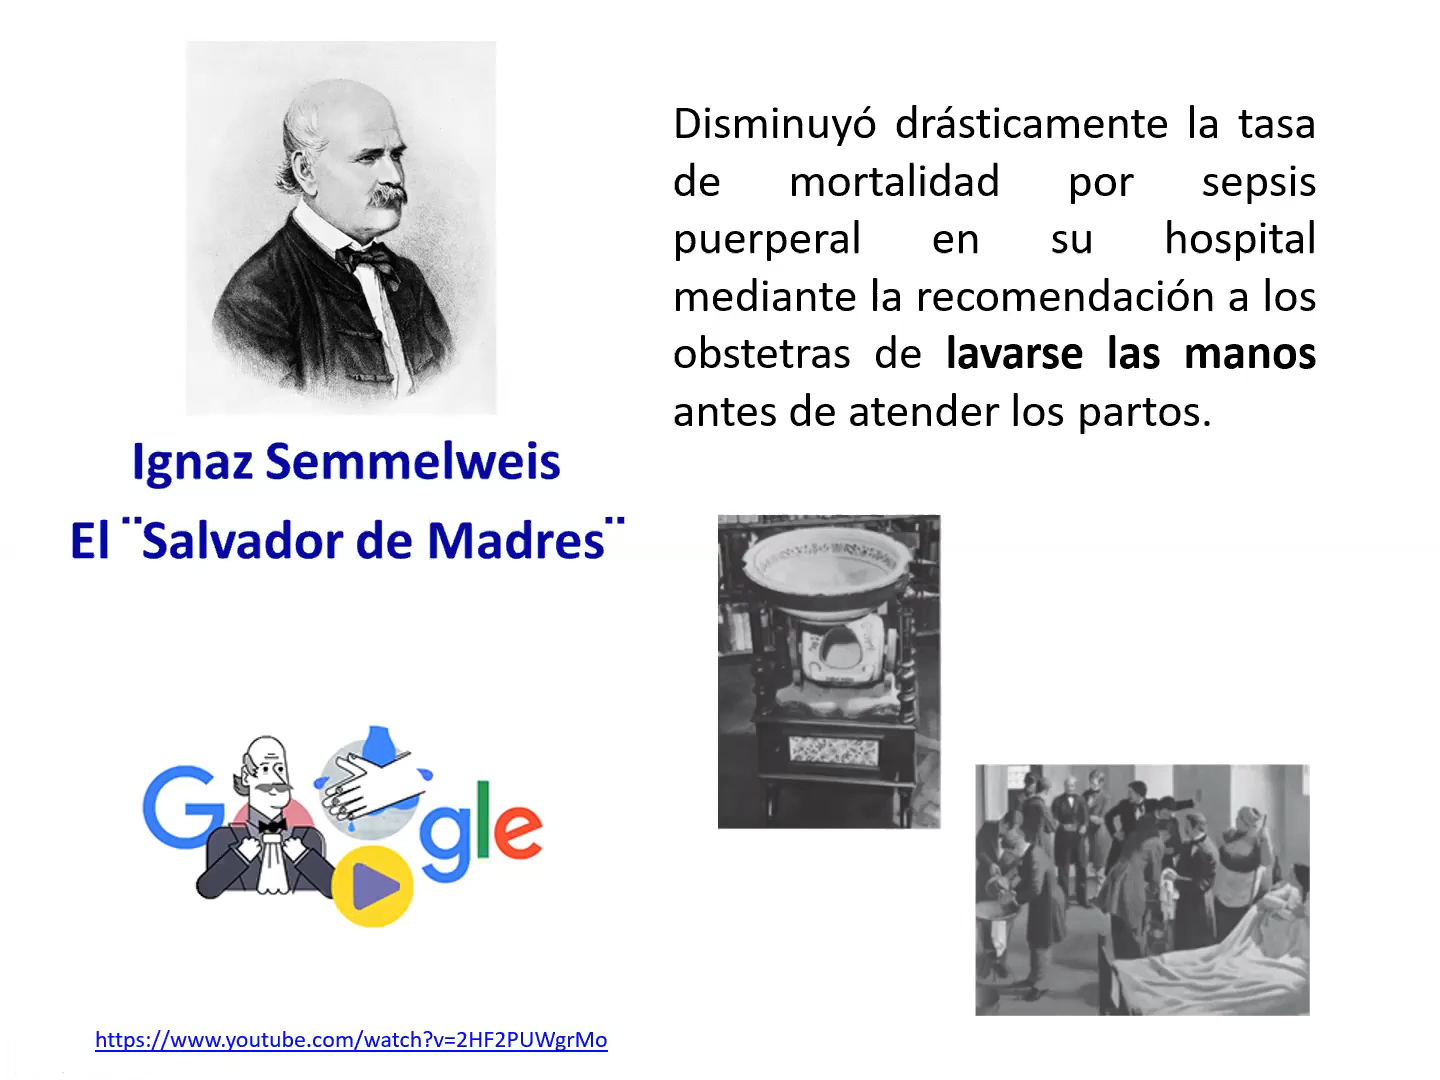 Disminuyó drásticamente la tasa
de mortalidad por sepsis
puerperal en su hospital
mediante la recomendación a los
obstetras de lavarse las manos
antes de atender los partos.
Ignaz Semmelweis
El ¨Salvador de Madres¨
Google
https://www.youtube.com/watch?v=2HF2PUWgrMo